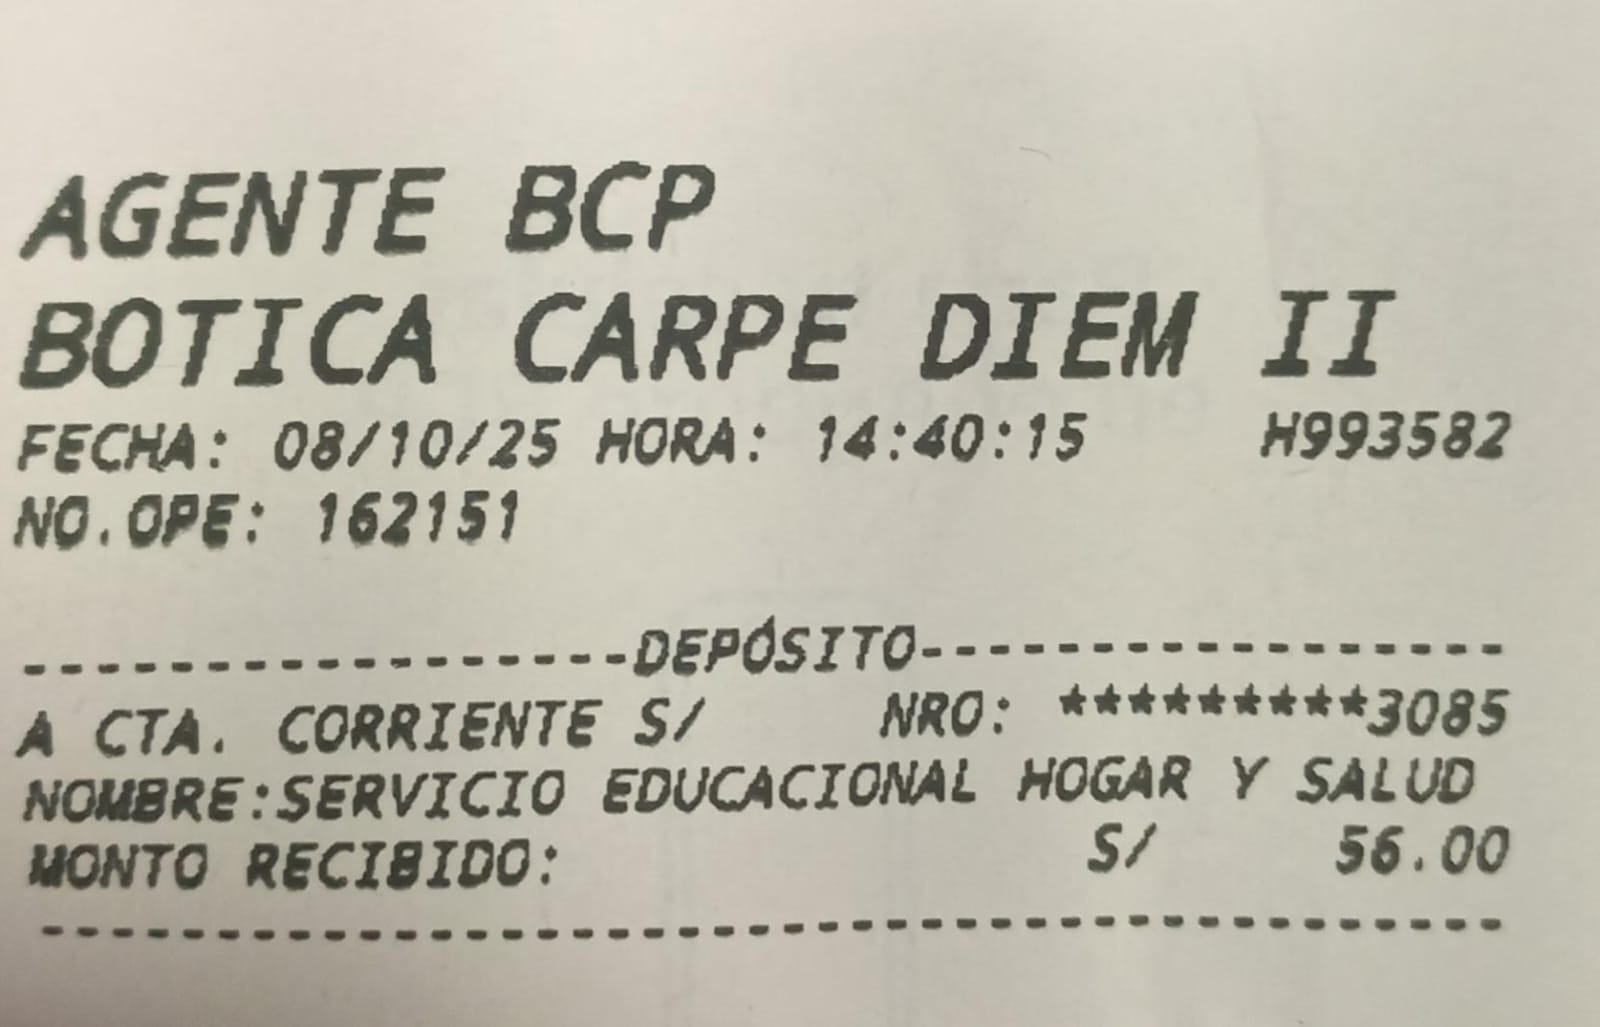 AGENTE BCP
BOTICA CARPE DIEM II
FECHA: 08/10/25 HORA: 14:40:15 H993582
NO.OPE: 162151
-----------------DEPÓSITO----------------
A CTA. CORRIENTE S/ NRO: *********3085
NOMBRE:SERVICIO EDUCACIONAL HOGAR Y SALUD
MONTO RECIBIDO: S/ 56.00
-----------------------------------------